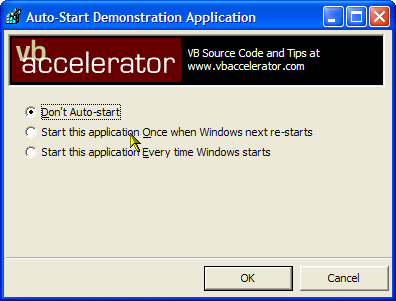 Auto-Start Demonstration Application
vb
accelerator
VB Source Code and Tips at
www.vbaccelerator.com
Don't Auto-start
Start this application Once when Windows next re-starts
Start this application Every time Windows starts
OK
Cancel